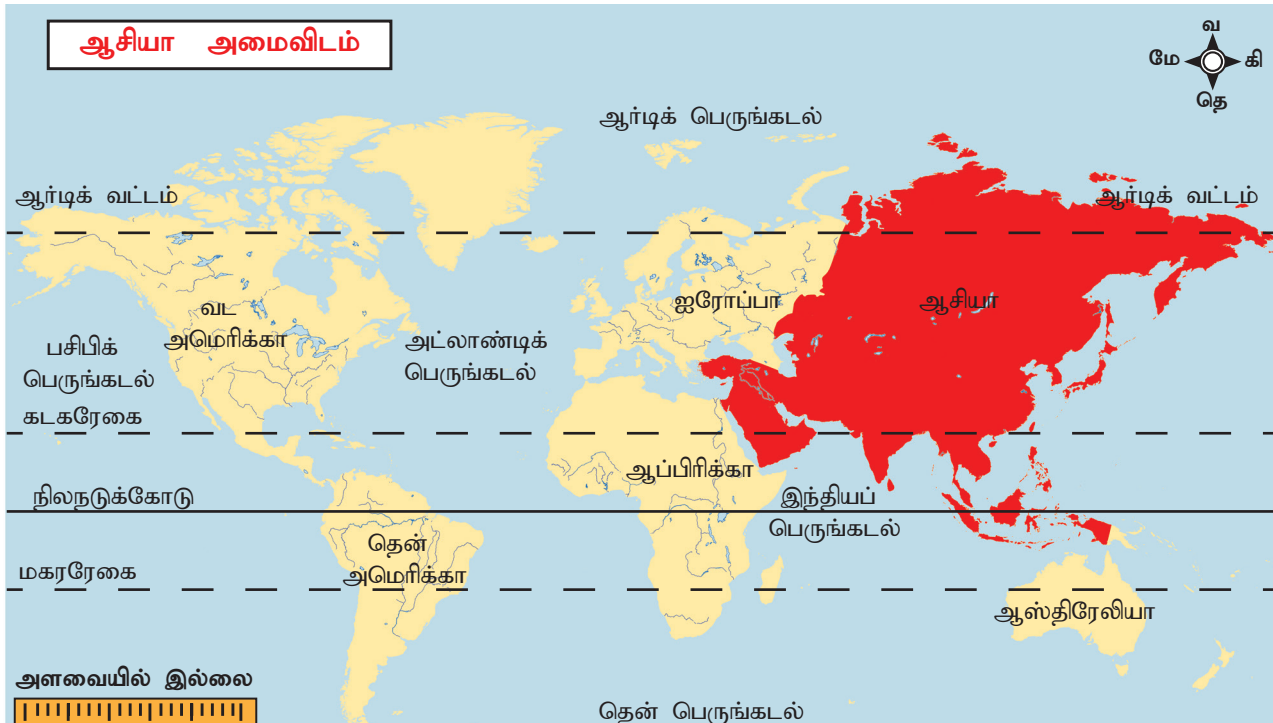 ஆசியா அமைவிடம்
வ
மே
கி
தெ
ஆர்டிக் பெருங்கடல்
ஆர்டிக் வட்டம்
ஆர்டிக் வட்டம்
வட
அமெரிக்கா
ஐரோப்பா
ஆசியா
பசிபிக்
பெருங்கடல்
அட்லாண்டிக்
பெருங்கடல்
கடகரேகை
ஆப்பிரிக்கா
நிலநடுக்கோடு
இந்தியப்
பெருங்கடல்
தென்
அமெரிக்கா
மகரரேகை
ஆஸ்திரேலியா
அளவையில் இல்லை
தென் பெருங்கடல்